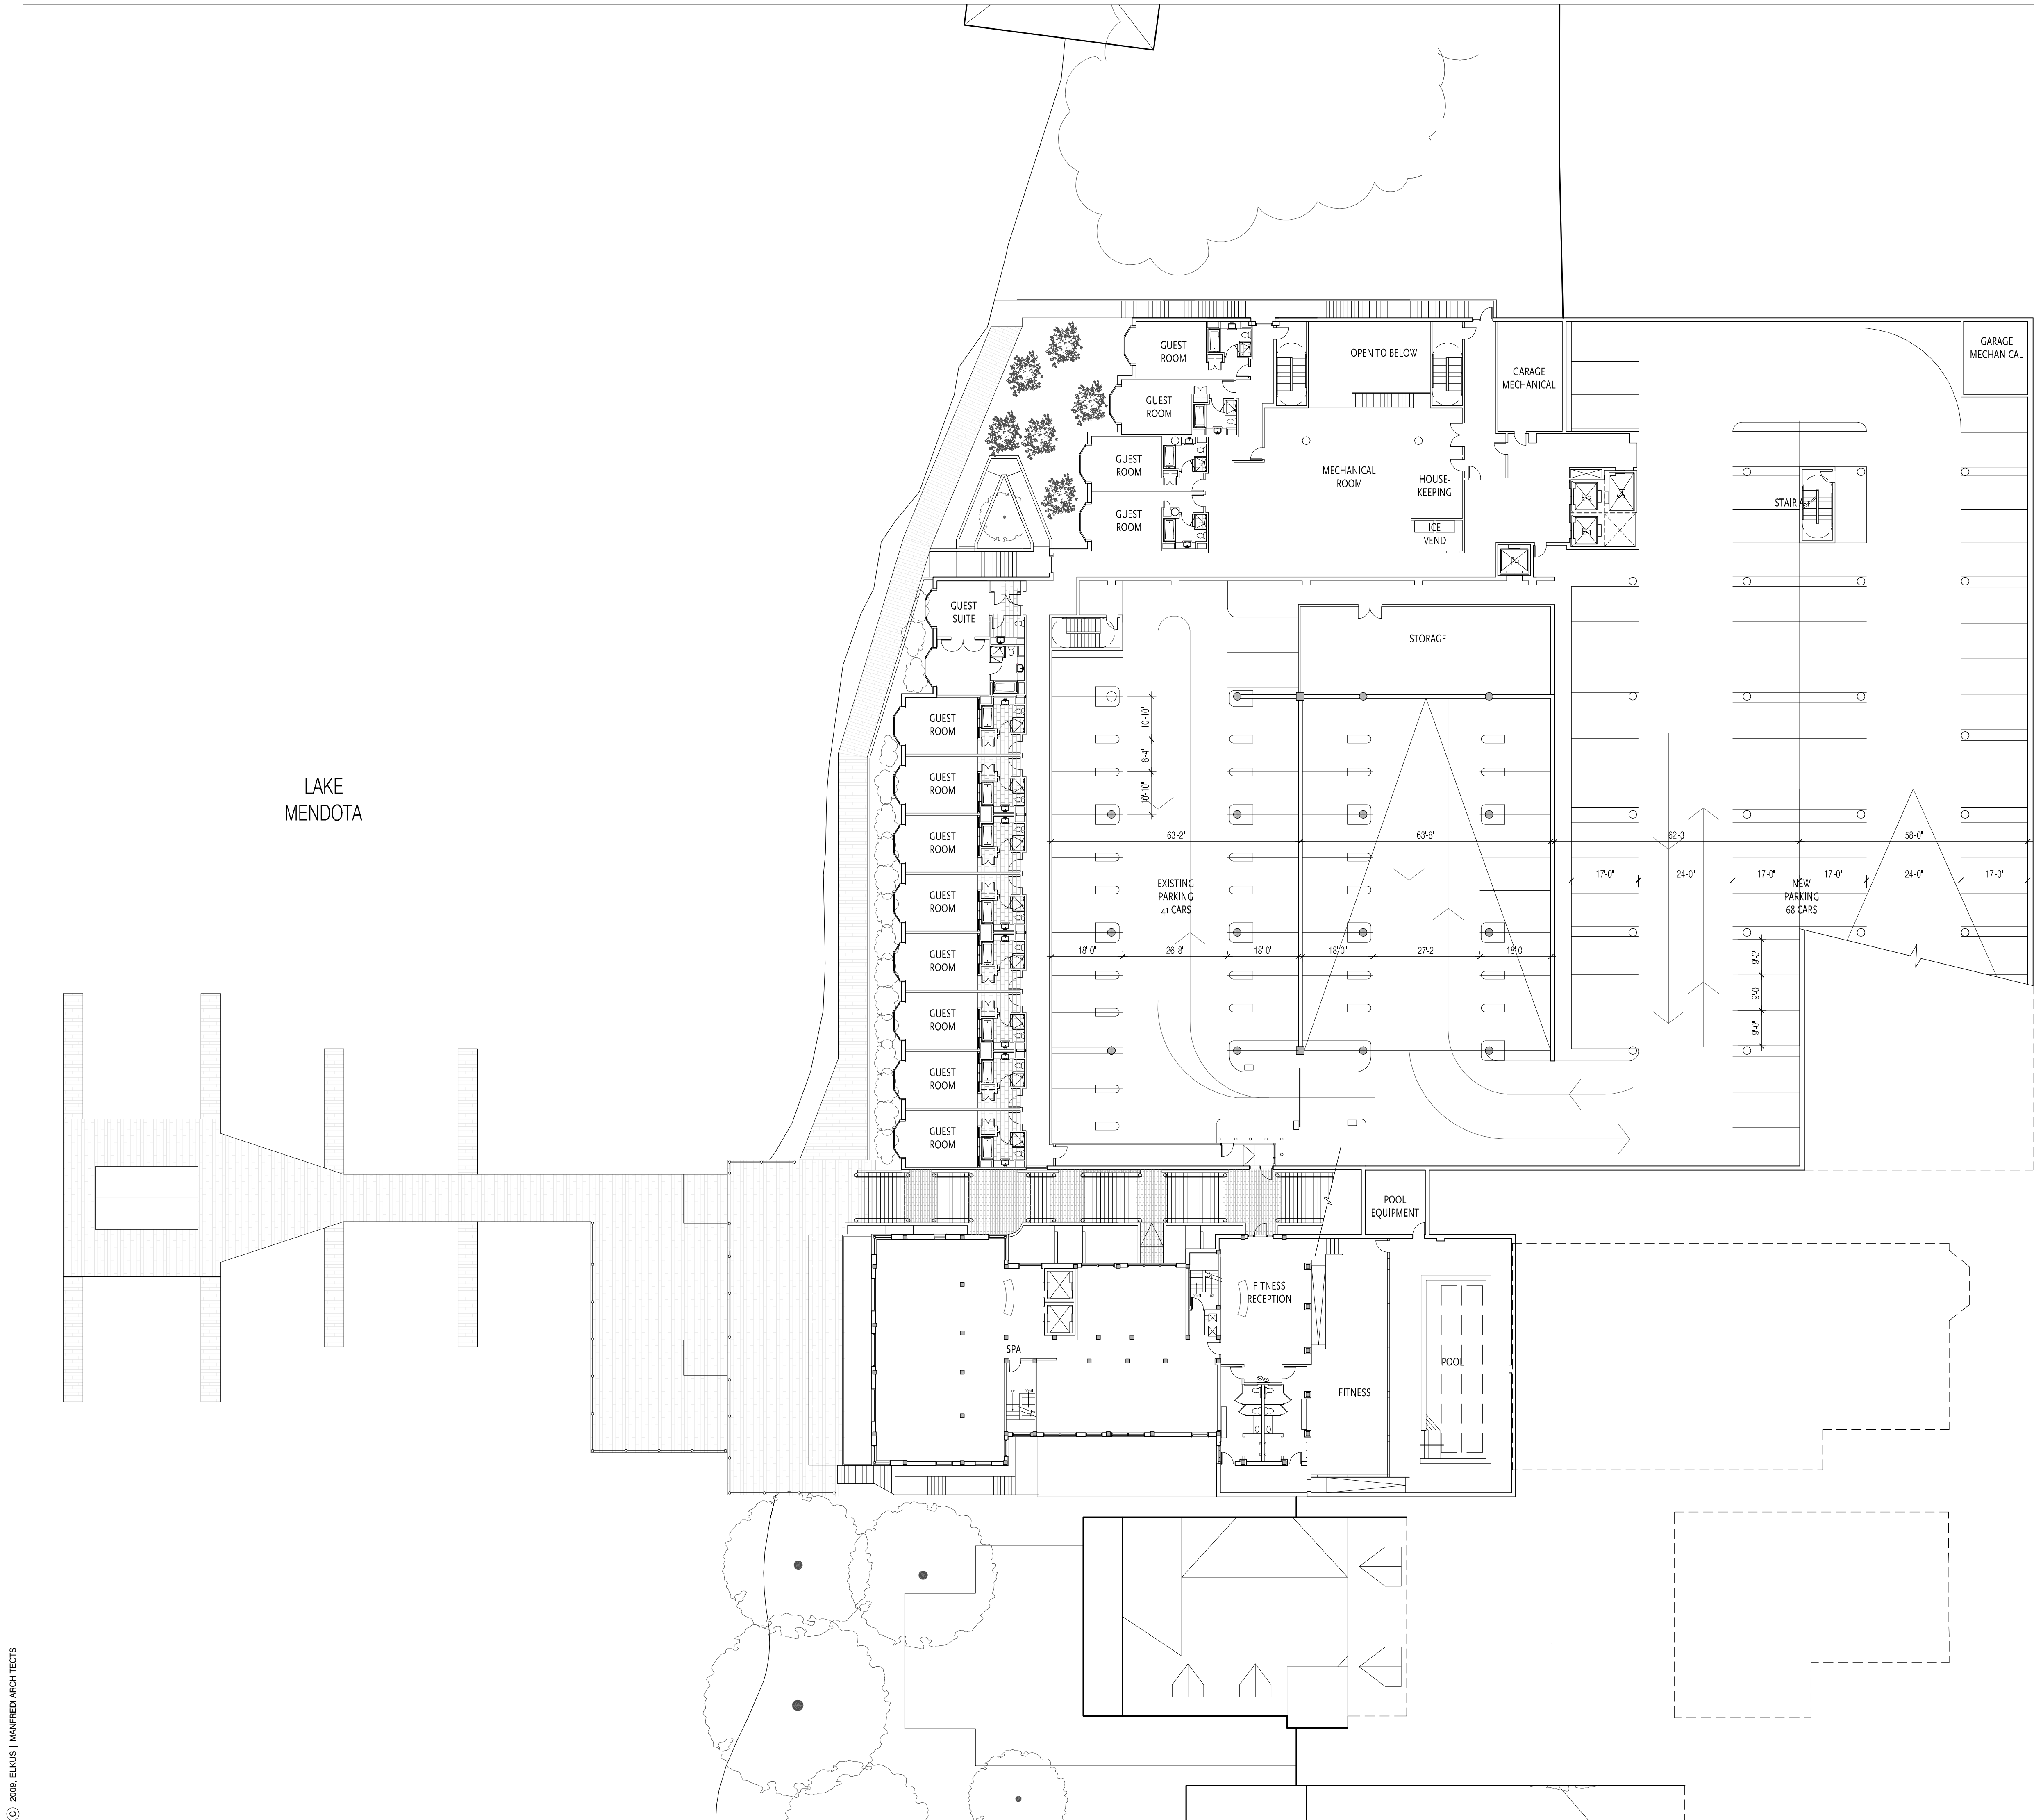 GUEST
ROOM
OPEN TO BELOW
GARAGE
MECHANICAL
GARAGE
MECHANICAL
GUEST
ROOM
GUEST
ROOM
MECHANICAL
ROOM
HOUSE-
KEEPING
E-2
S-1
STAIR A-1
GUEST
ROOM
ICE
VEND
E-1
P-1
GUEST
SUITE
STORAGE
GUEST
ROOM
10'-10"
8'-4"
10'-10"
GUEST
ROOM
LAKE
MENDOTA
GUEST
ROOM
63'-2"
63'-8"
62'-3"
58'-0"
GUEST
ROOM
EXISTING
PARKING
41 CARS
17'-0"
24'-0"
17'-0"
17'-0"
24'-0"
17'-0"
NEW
PARKING
68 CARS
GUEST
ROOM
18'-0"
26'-8"
18'-0"
18'-0"
27'-2"
18'-0"
9'-0"
9'-0"
9'-0"
GUEST
ROOM
GUEST
ROOM
GUEST
ROOM
POOL
EQUIPMENT
FITNESS
RECEPTION
SPA
POOL
FITNESS
© 2009, ELKUS | MANFREDI ARCHITECTS